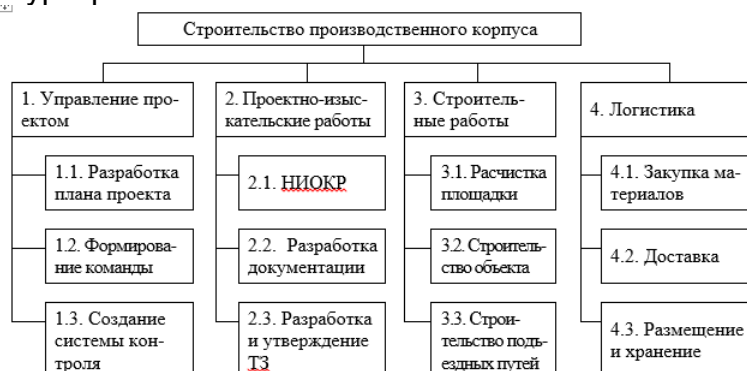 Строительство производственного корпуса
1. Управление про-
ектом
2. Проектно-изыс-
кательские работы
3. Строитель-
ные работы
4. Логистика
1.1. Разработка
плана проекта
2.1. НИОКР
3.1. Расчистка
площадки
4.1. Закупка ма-
териалов
1.2. Формирова-
ние команды
2.2. Разработка
документации
3.2. Строитель-
ство объекта
4.2. Доставка
1.3. Создание
системы кон-
троля
2.3. Разработка
и утверждение
ТЗ
3.3. Строи-
тельство подъ-
ездных путей
4.3. Размещение
и хранение